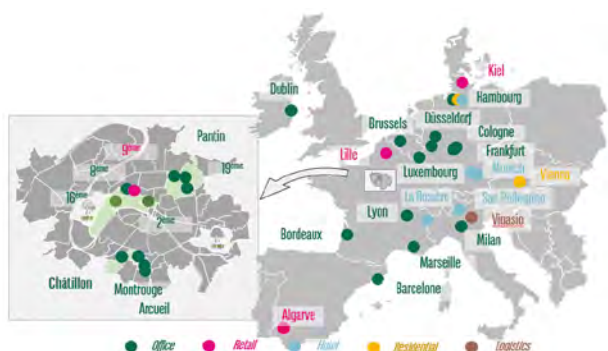 Kiel
Dublin
Hambourg
Brussels
Düsseldorf
Cologne
Pantin
9ème
8ème
19ème
Lille
Frankfurt
Luxembourg
Munich
Vienna
16ème
2ème
La Rosière
San Pellegrino
Lyon
Vidasio
Bordeaux
Milan
Châtillon
Montrouge
Marseille
Arcueil
Barcelone
Algarve
Office
Retail
Hotel
Residential
Logistics